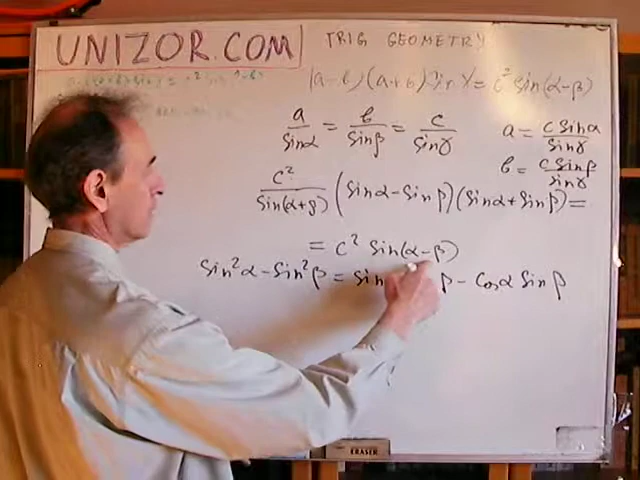 UNIZOR.COM
TRIG GEOMETRY
(a-b)(a+b) sin γ = c² sin(α-β)
a/sinα = b/sinβ = c/sinγ
a = c sinα/sinγ
b = c sinβ/sinγ
c²/sin(α+β) (sinα - sinβ)(sinα + sinβ) =
= c² sin(α-β)
sin²α - sin²β = sin β - cosα sinβ
ERASER